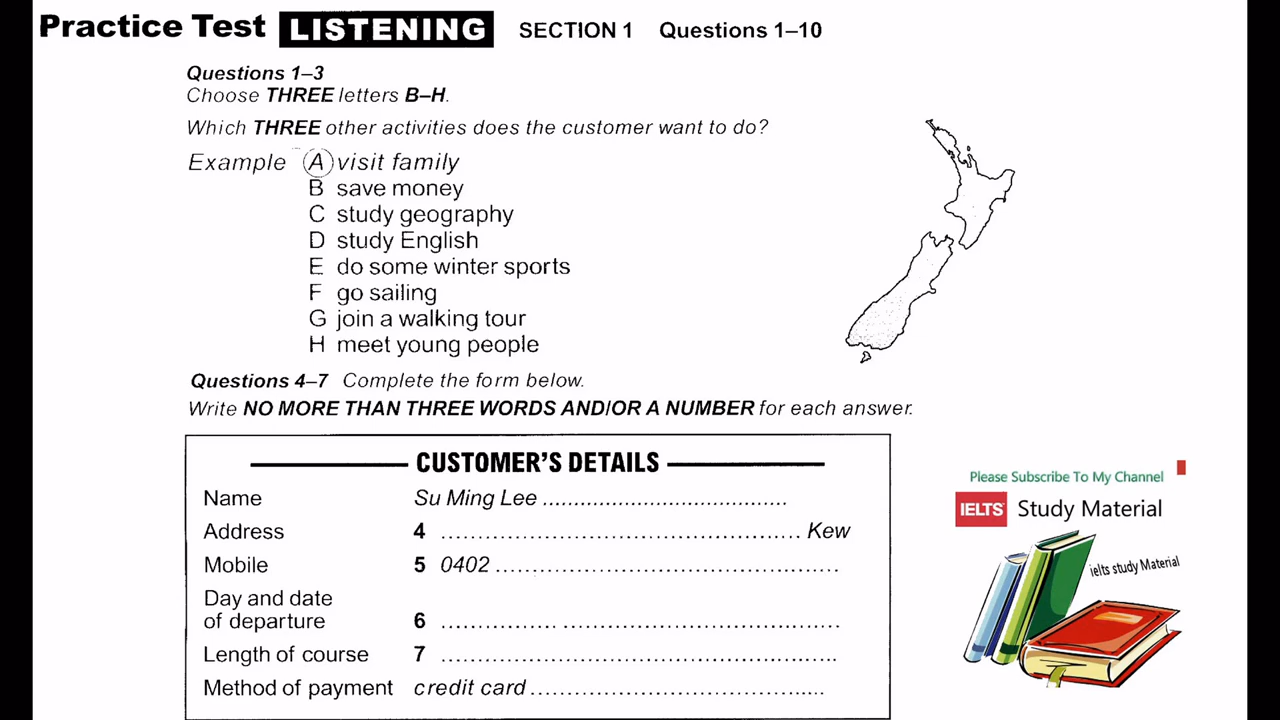 Practice Test LISTENING SECTION 1 Questions 1–10
Questions 1–3
Choose THREE letters B–H.
Which THREE other activities does the customer want to do?
Example A visit family
B save money
C study geography
D study English
E do some winter sports
F go sailing
G join a walking tour
H meet young people
Questions 4–7 Complete the form below.
Write NO MORE THAN THREE WORDS AND/OR A NUMBER for each answer.
CUSTOMER'S DETAILS
Name Su Ming Lee ....................................
Address 4 .................................................... Kew
Mobile 5 0402 ..................................................
Day and date
of departure 6 ..........................................................
Length of course 7 ..........................................................
Method of payment credit card ...........................................
Please Subscribe To My Channel
IELTS Study Material
ielts study Material